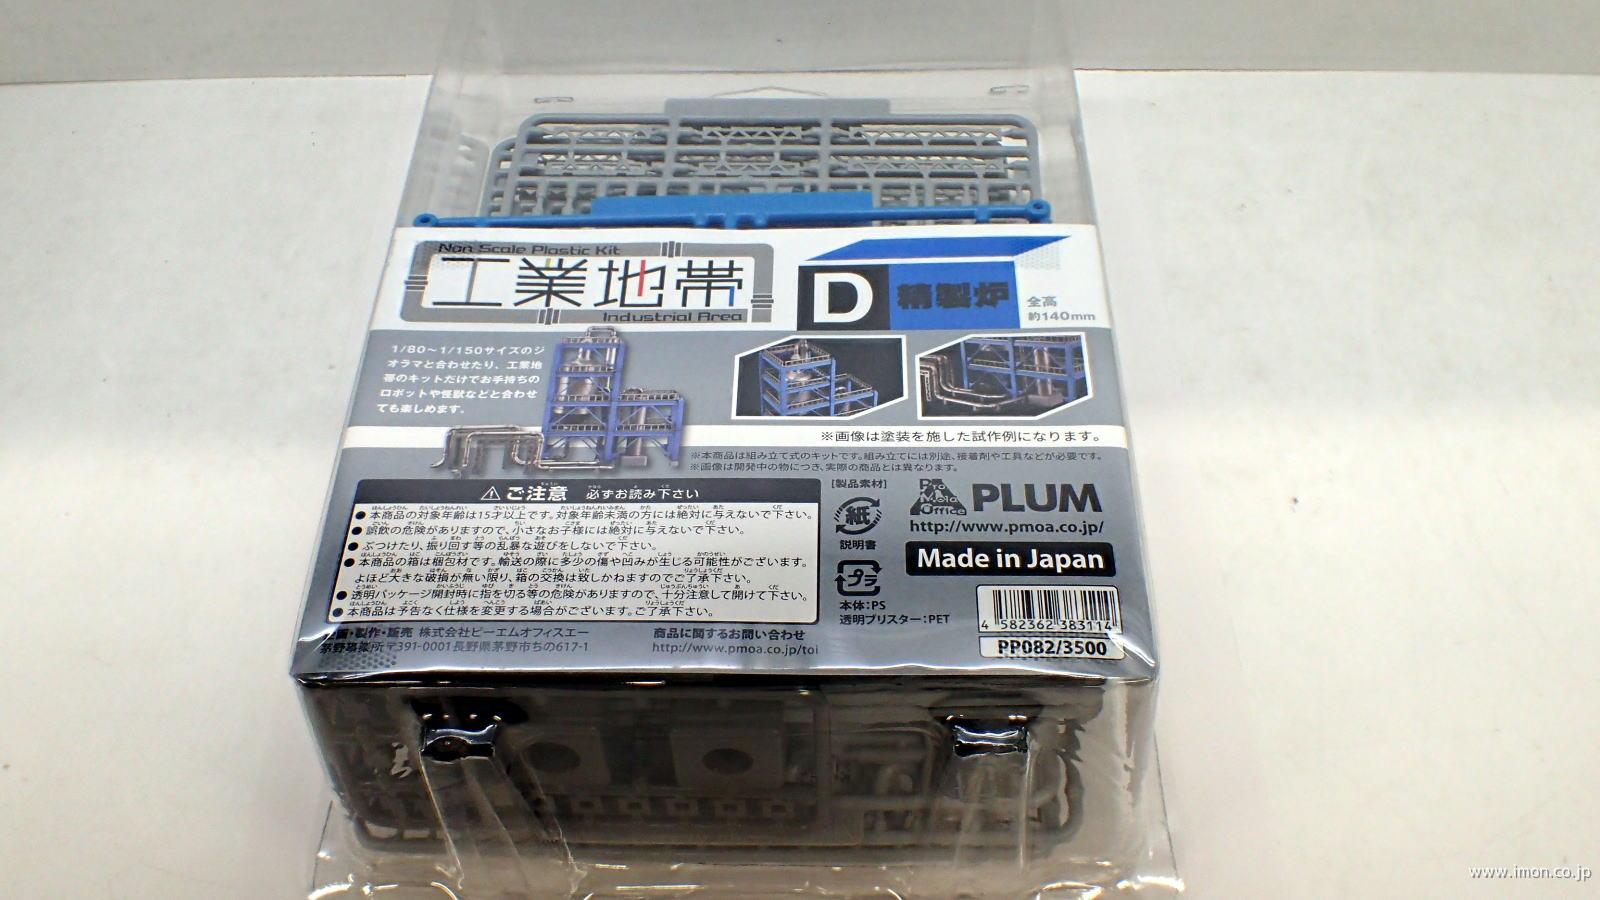 Non Scale Plastic Kit
工業地帯
Industrial Area
D
精製炉
全高
約140mm
1/80～1/150サイズのジ
オラマと合わせたり、工業地
帯のキットだけでお手持ちの
ロボットや怪獣などと合わせ
ても楽しめます。
※画像は塗装を施した試作例になります。
※本商品は組み立て式のキットです。組み立てには別途、接着剤や工具などが必要です。
※画像は開発中の物につき、実際の商品とは異なります。
⚠ご注意 必ずお読み下さい
●本商品の対象年齢は15才以上です。対象年齢未満の方には絶対に与えないで下さい。
●誤飲の危険がありますので、小さなお子様には絶対に与えないで下さい。
●ぶつけたり、振り回す等の乱暴な遊びをしないで下さい。
●本商品の箱は梱包材です。輸送の際に多少の傷や凹みが生じる可能性がございます。
よほど大きな破損が無い限り、箱の交換は致しかねますのでご了承下さい。
●透明パッケージ開封時に指を切る等の危険がありますので、十分注意して開けて下さい。
●本商品は予告なく仕様を変更する場合がございます。ご了承下さい。
企画・製作・販売 株式会社ピーエムオフィスエー
茅野事業所〒391-0001長野県茅野市ちの617-1
商品に関するお問い合わせ
http://www.pmoa.co.jp/toi
[製品素材]
紙
説明書
プラ
本体:PS
透明ブリスター:PET
Pro
Mold
Office
PLUM
http://www.pmoa.co.jp/
Made in Japan
4 582362 383114
PP082/3500
www.imon.co.jp